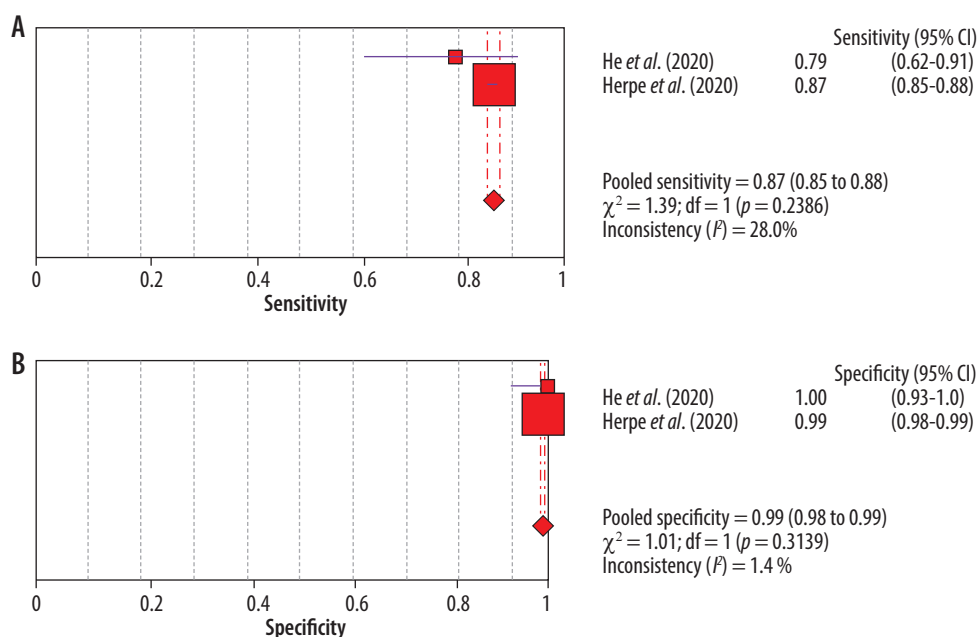 A
Sensitivity (95% CI)
He et al. (2020) 0.79 (0.62-0.91)
Herpe et al. (2020) 0.87 (0.85-0.88)
Pooled sensitivity = 0.87 (0.85 to 0.88)
χ² = 1.39; df = 1 (p = 0.2386)
Inconsistency (I²) = 28.0%
0 0.2 0.4 0.6 0.8 1
Sensitivity
B
Specificity (95% CI)
He et al. (2020) 1.00 (0.93-1.0)
Herpe et al. (2020) 0.99 (0.98-0.99)
Pooled specificity = 0.99 (0.98 to 0.99)
χ² = 1.01; df = 1 (p = 0.3139)
Inconsistency (I²) = 1.4 %
0 0.2 0.4 0.6 0.8 1
Specificity